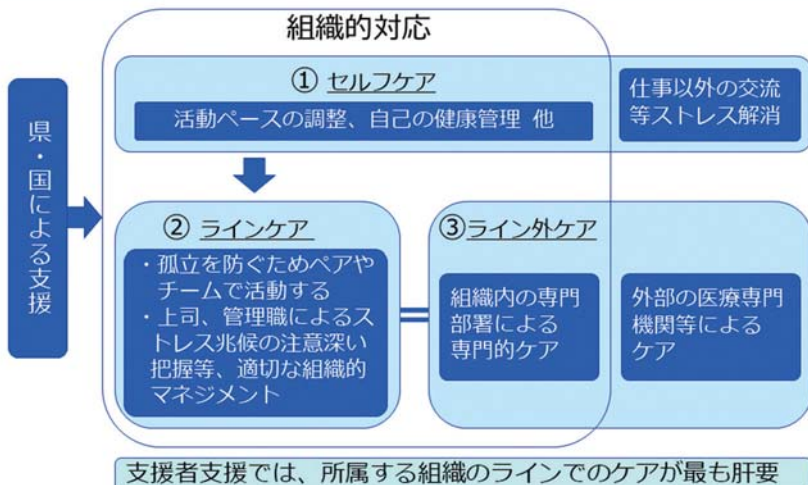 組織的対応
① セルフケア
活動ペースの調整、自己の健康管理 他
仕事以外の交流
等ストレス解消
県・国による支援
② ラインケア
・孤立を防ぐためペアや
チームで活動する
・上司、管理職によるス
トレス兆候の注意深い
把握等、適切な組織的
マネジメント
③ライン外ケア
組織内の専門
部署による
専門的ケア
外部の医療専門
機関等による
ケア
支援者支援では、所属する組織のラインでのケアが最も肝要